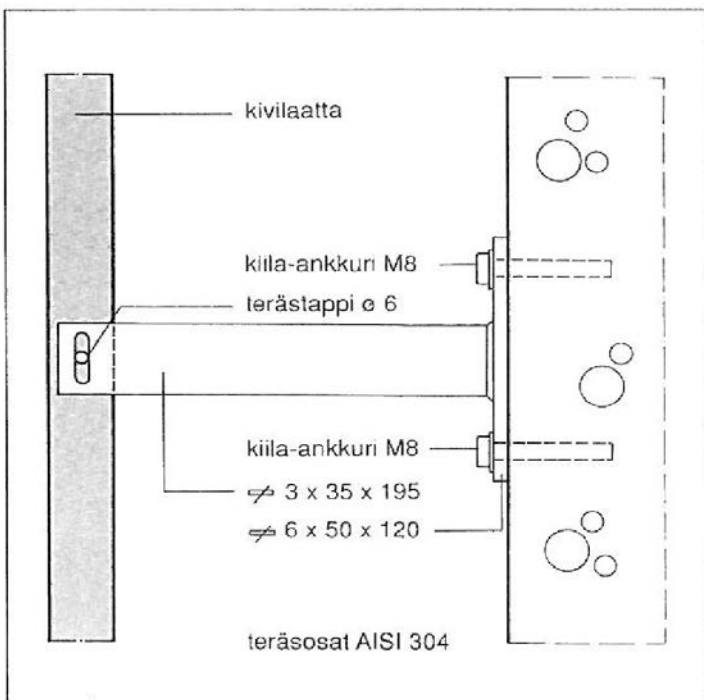 kivilaatta
kiila-ankkuri M8
terästappi ø 6
kiila-ankkuri M8
3 x 35 x 195
6 x 50 x 120
teräsosat AISI 304